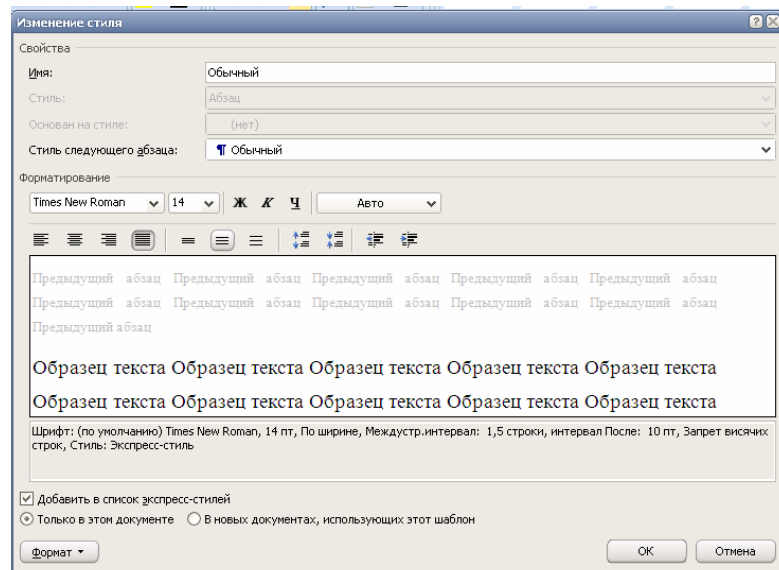 Изменение стиля
Свойства
Имя: Обычный
Стиль: Абзац
Основан на стиле: (нет)
Стиль следующего абзаца: ¶ Обычный
Форматирование
Times New Roman 14 Ж К Ч Авто
Предыдущий абзац Предыдущий абзац Предыдущий абзац Предыдущий абзац Предыдущий абзац
Предыдущий абзац Предыдущий абзац Предыдущий абзац Предыдущий абзац Предыдущий абзац
Предыдущий абзац
Образец текста Образец текста Образец текста Образец текста Образец текста
Образец текста Образец текста Образец текста Образец текста Образец текста
Шрифт: (по умолчанию) Times New Roman, 14 пт, По ширине, Междустр.интервал: 1,5 строки, интервал После: 10 пт, Запрет висячих
строк, Стиль: Экспресс-стиль
Добавить в список экспресс-стилей
Только в этом документе В новых документах, использующих этот шаблон
Формат ОК Отмена